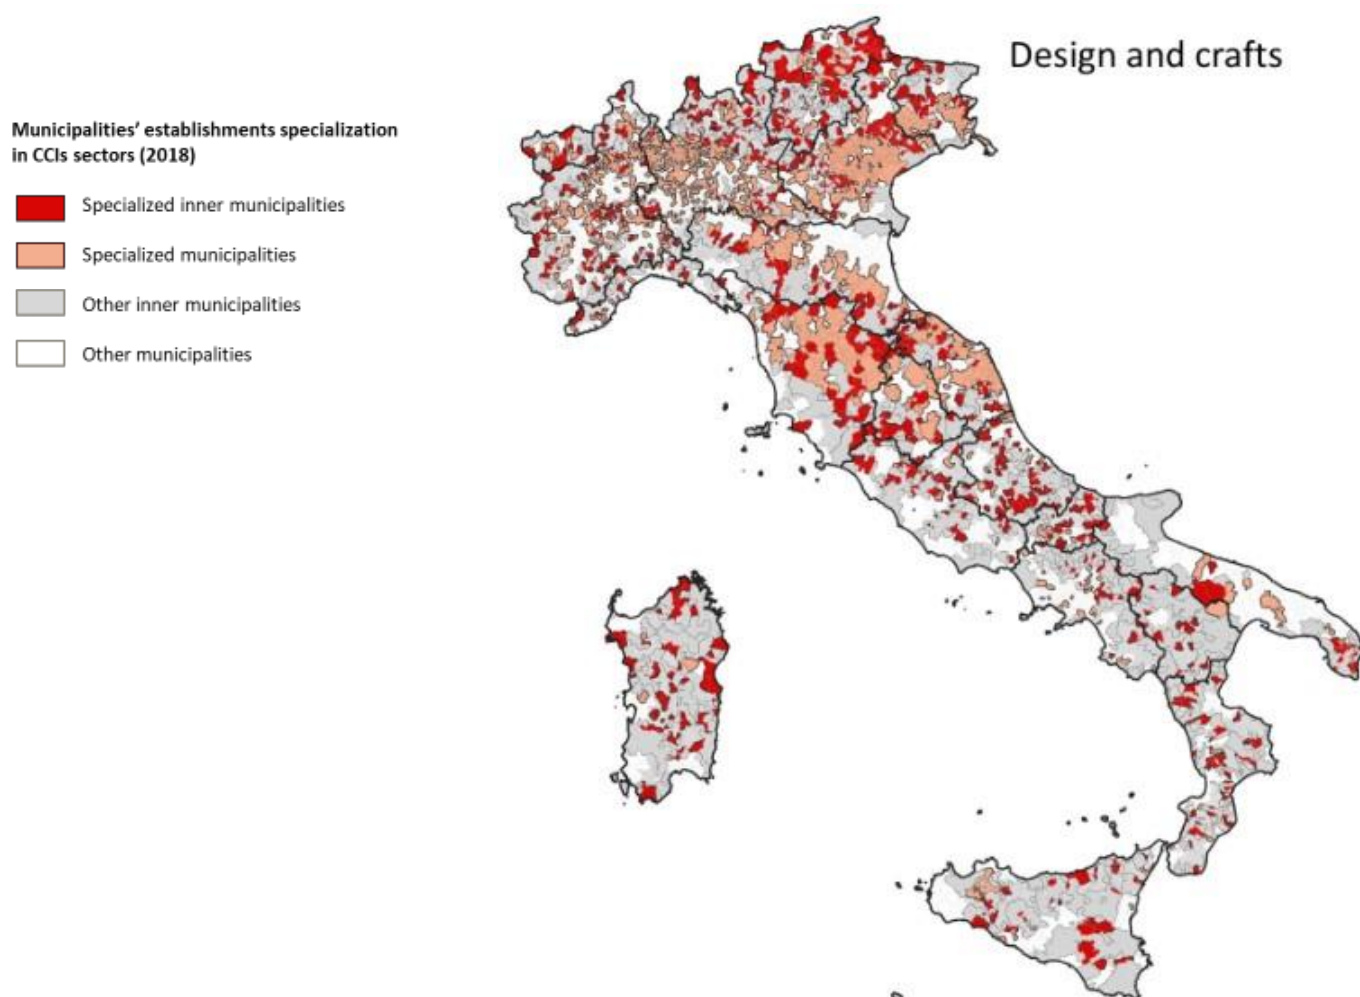 Design and crafts
Municipalities' establishments specialization
in CCIs sectors (2018)
Specialized inner municipalities
Specialized municipalities
Other inner municipalities
Other municipalities